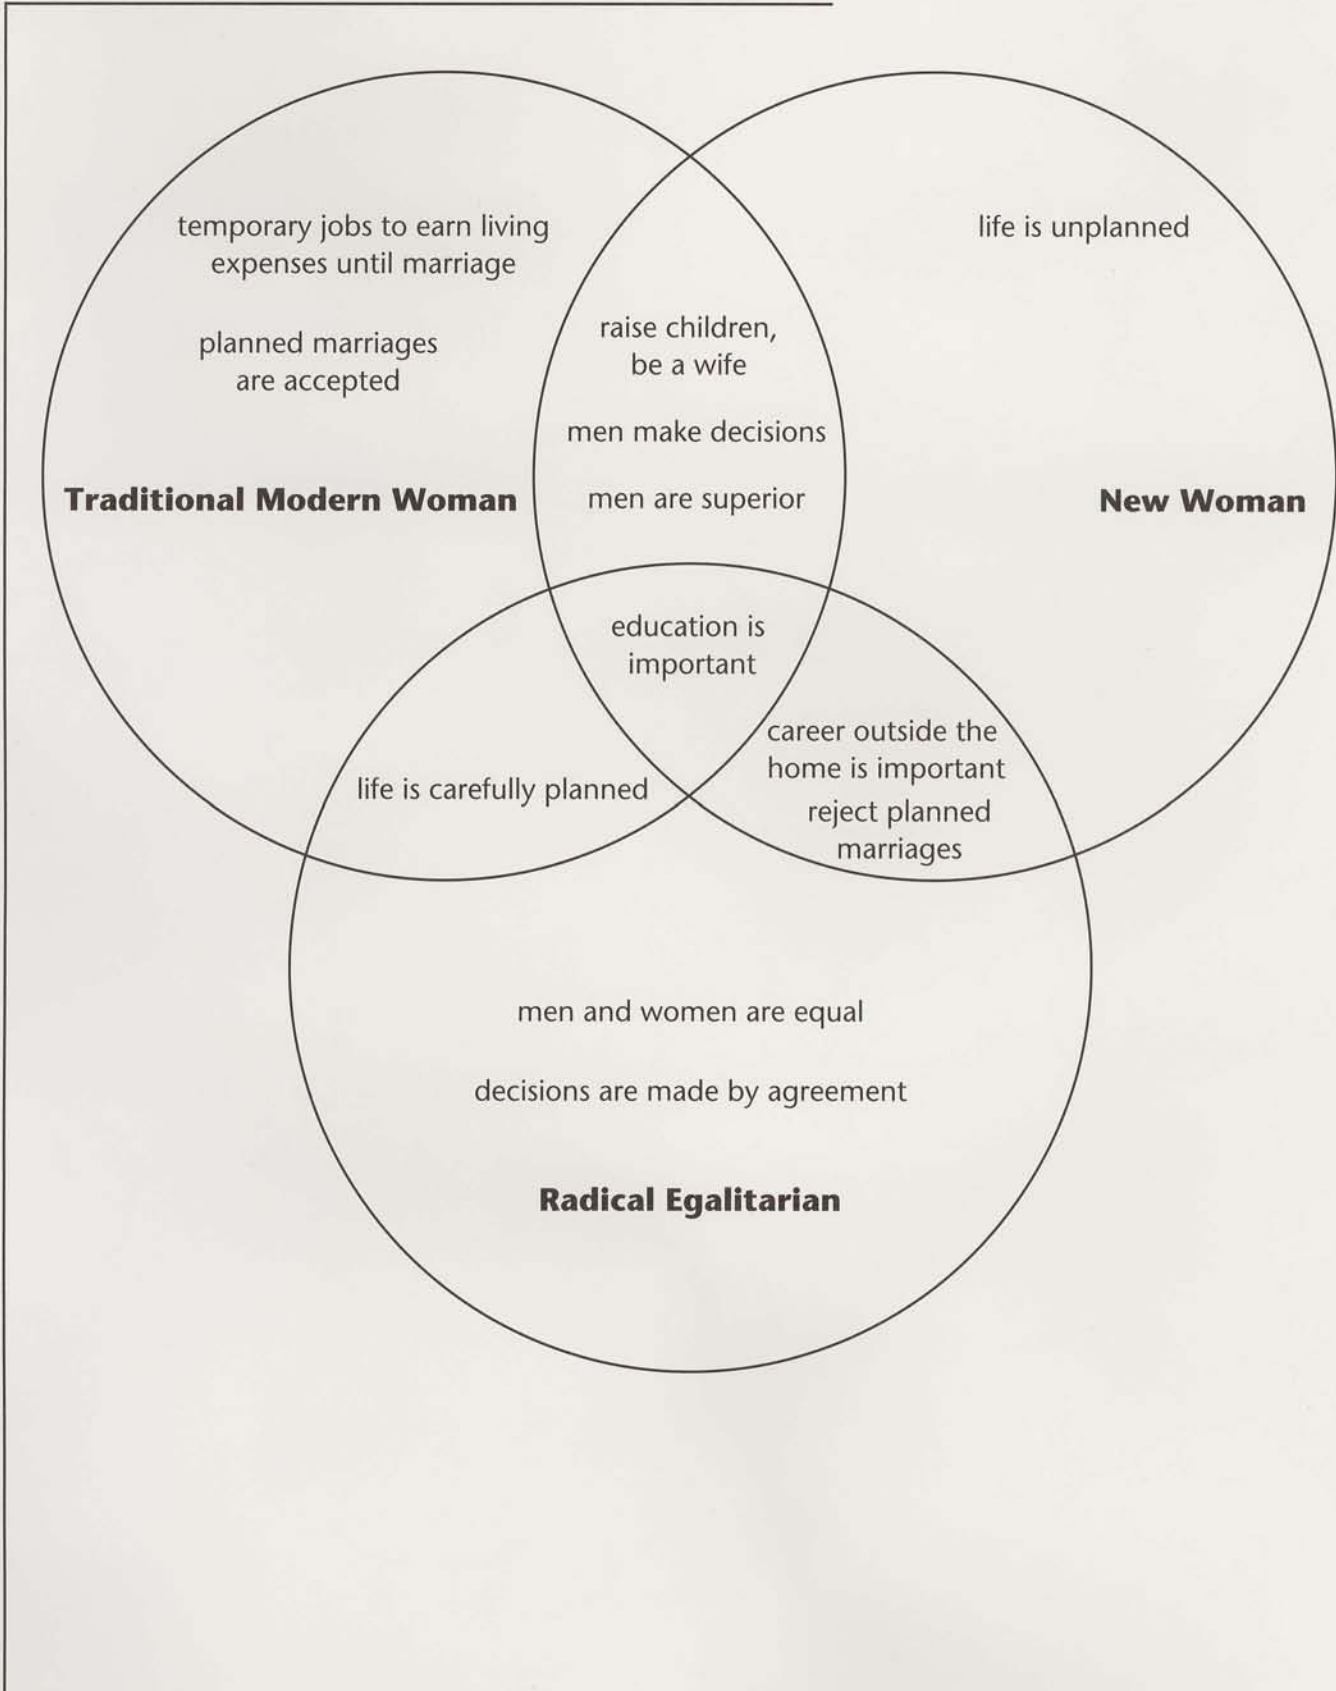 temporary jobs to earn living
expenses until marriage
planned marriages
are accepted
Traditional Modern Woman
raise children,
be a wife
men make decisions
men are superior
life is unplanned
New Woman
education is
important
life is carefully planned
career outside the
home is important
reject planned
marriages
men and women are equal
decisions are made by agreement
Radical Egalitarian